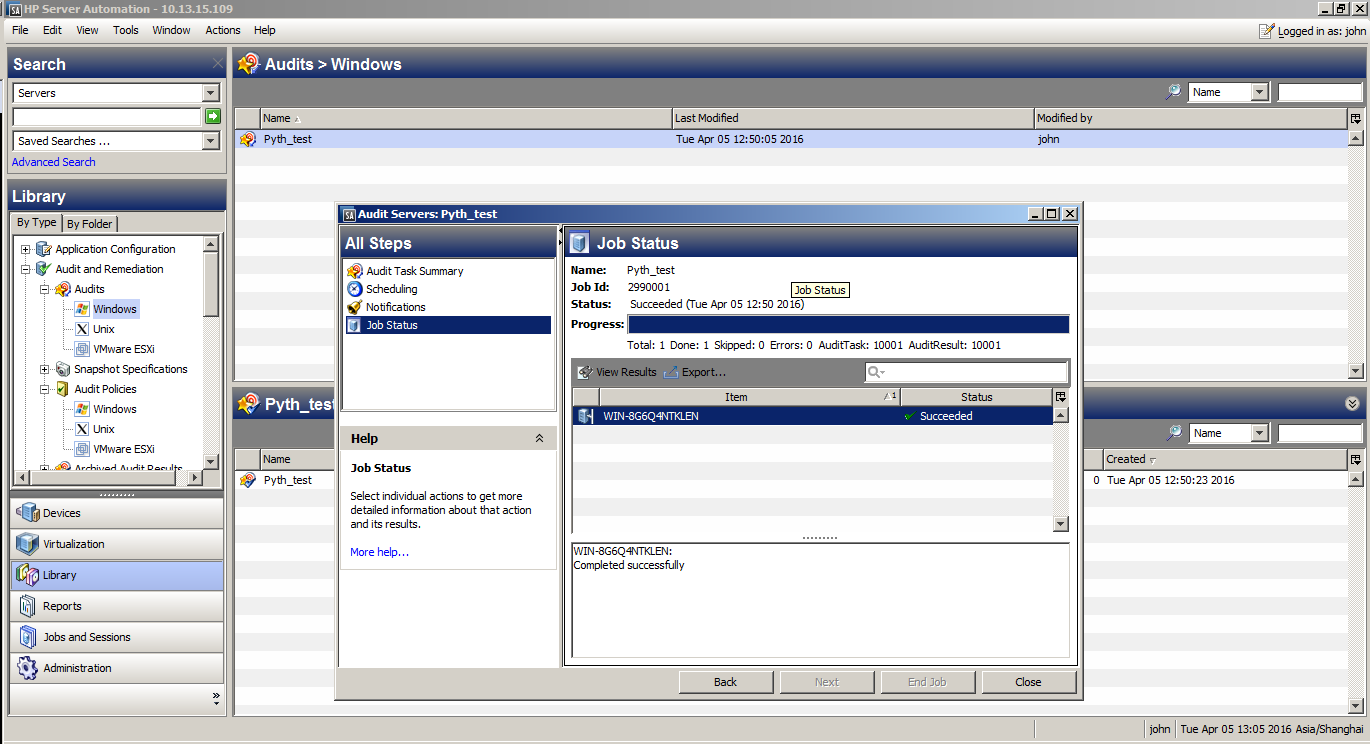 HP Server Automation - 10.13.15.109
File Edit View Tools Window Actions Help
Logged in as: john
Search
Servers
Saved Searches ...
Advanced Search
Library
By Type By Folder
Application Configuration
Audit and Remediation
Audits
Windows
Unix
VMware ESXi
Snapshot Specifications
Audit Policies
Windows
Unix
VMware ESXi
Archived Audit Results
Devices
Virtualization
Library
Reports
Jobs and Sessions
Administration
Audits > Windows
Name
Name Last Modified Modified by
Pyth_test Tue Apr 05 12:50:05 2016 john
Audit Servers: Pyth_test
All Steps
Audit Task Summary
Scheduling
Notifications
Job Status
Help
Job Status
Select individual actions to get more
detailed information about that action
and its results.
More help...
Job Status
Name: Pyth_test
Job Id: 2990001
Job Status
Status: Succeeded (Tue Apr 05 12:50 2016)
Progress:
Total: 1 Done: 1 Skipped: 0 Errors: 0 AuditTask: 10001 AuditResult: 10001
View Results Export...
Item 1 Status
WIN-8G6Q4NTKLEN Succeeded
WIN-8G6Q4NTKLEN:
Completed successfully
Back Next End Job Close
Pyth_test
Name
Name Created
Pyth_test 0 Tue Apr 05 12:50:23 2016
john Tue Apr 05 13:05 2016 Asia/Shanghai